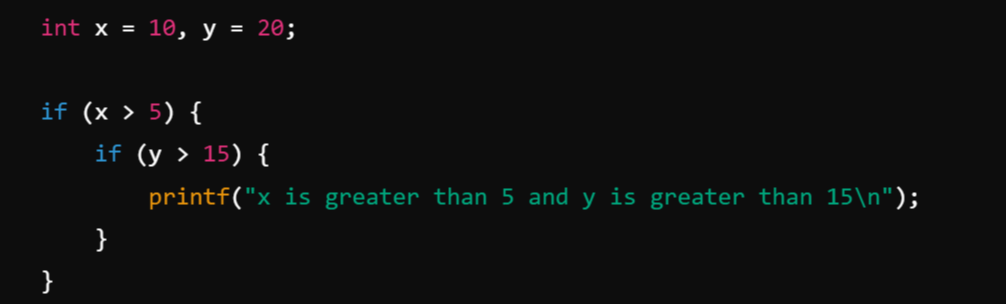 int x = 10, y = 20;
if (x > 5) {
if (y > 15) {
printf("x is greater than 5 and y is greater than 15\n");
}
}